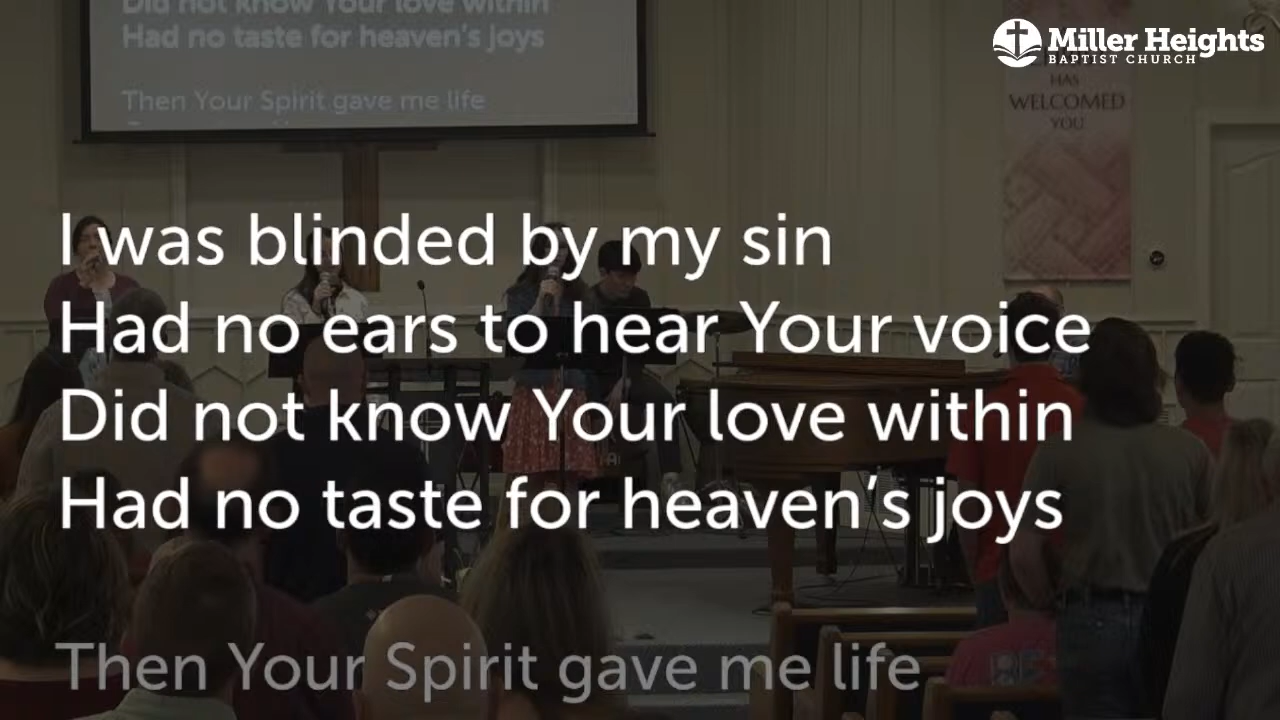 Did not know Your love within
Had no taste for heaven's joys
Then Your Spirit gave me life
Miller Heights
BAPTIST CHURCH
HAS
WELCOMED
YOU
I was blinded by my sin
Had no ears to hear Your voice
Did not know Your love within
Had no taste for heaven's joys
Then Your Spirit gave me life